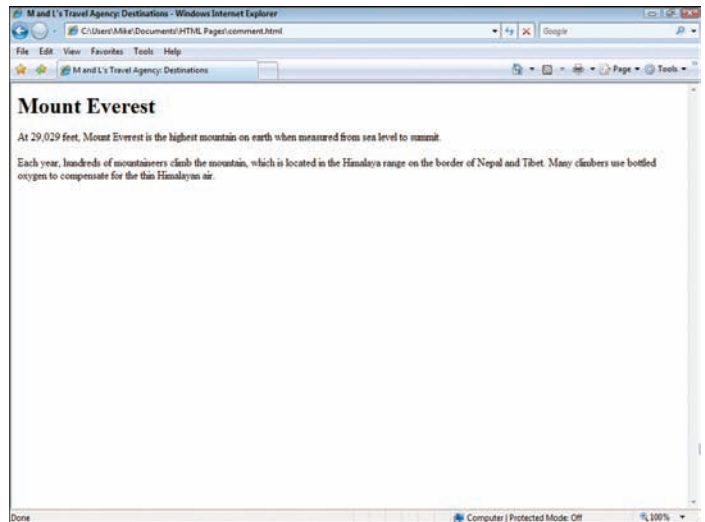 M and L's Travel Agency: Destinations - Windows Internet Explorer
C:\Users\Mike\Documents\HTML Pages\comment.html
Google
File Edit View Favorites Tools Help
M and L's Travel Agency: Destinations
Page Tools
Mount Everest
At 29,029 feet, Mount Everest is the highest mountain on earth when measured from sea level to summit.
Each year, hundreds of mountaineers climb the mountain, which is located in the Himalaya range on the border of Nepal and Tibet. Many climbers use bottled
oxygen to compensate for the thin Himalayan air.
Done
Computer | Protected Mode: Off
100%